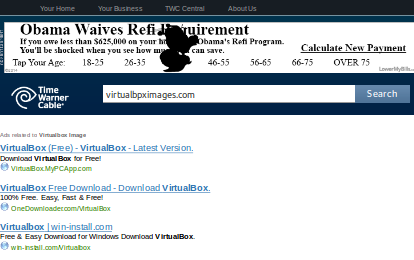 Your Home Your Business TWC Central About Us
Obama Waives Refi Requirement
If you owe less than $625,000 on your Obama's Refi Program.
You'll be shocked when you see how can save.
Calculate New Payment
Tap Your Age: 18-25 26-35 46-55 56-65 66-75 OVER 75
LowerMyBills
Time Warner Cable
virtualbpximages.com
Search
Ads related to Virtualbox Image
VirtualBox (Free) - VirtualBox - Latest Version.
Download VirtualBox for Free!
VirtualBox.MyPCApp.com
VirtualBox Free Download - Download VirtualBox.
100% Free. Easy, Fast & Free!
OneDownloader.com/VirtualBox
Virtualbox | win-install.com
Free & Easy Download for Windows Download VirtualBox.
win-install.com/Virtualbox